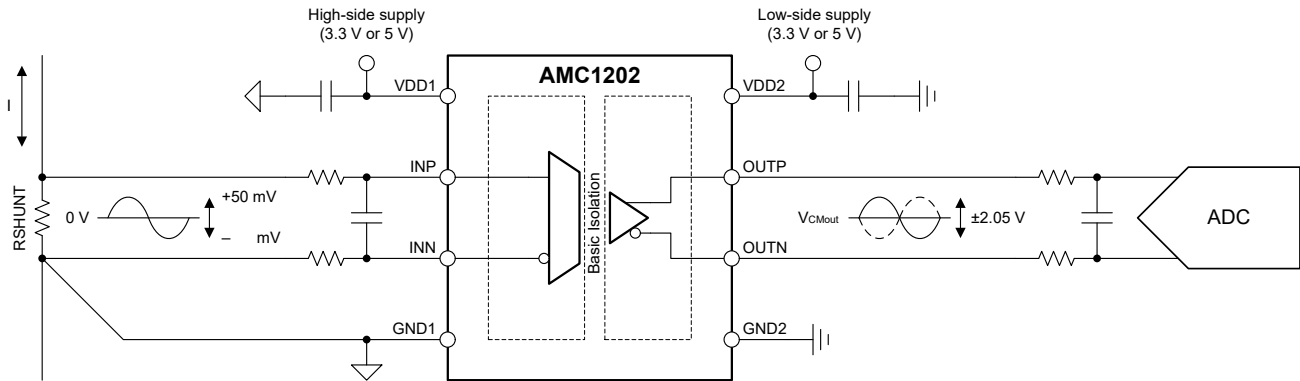 High-side supply
(3.3 V or 5 V)
Low-side supply
(3.3 V or 5 V)
AMC1202
VDD1
VDD2
I
INP
OUTP
RSHUNT
0 V
+50 mV
– mV
Basic Isolation
VCMout
±2.05 V
ADC
INN
OUTN
GND1
GND2